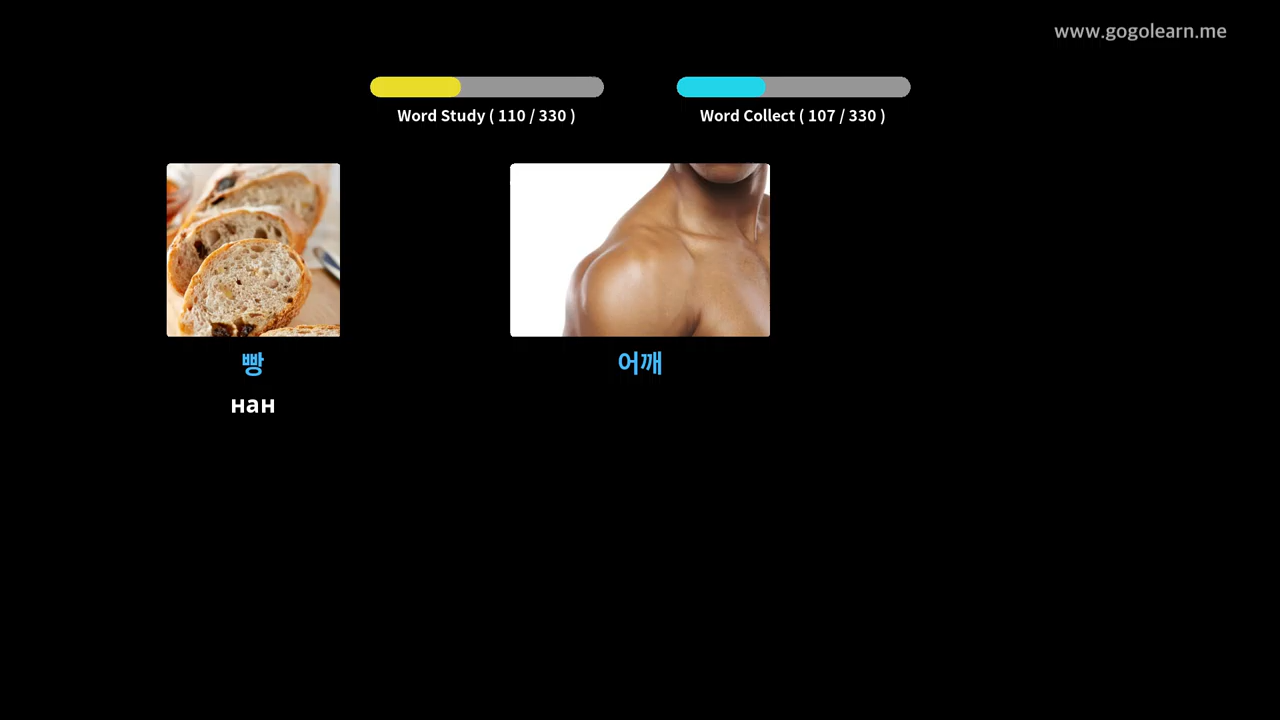 www.gogolearn.me
Word Study ( 110 / 330 )
Word Collect ( 107 / 330 )
빵
нан
어깨